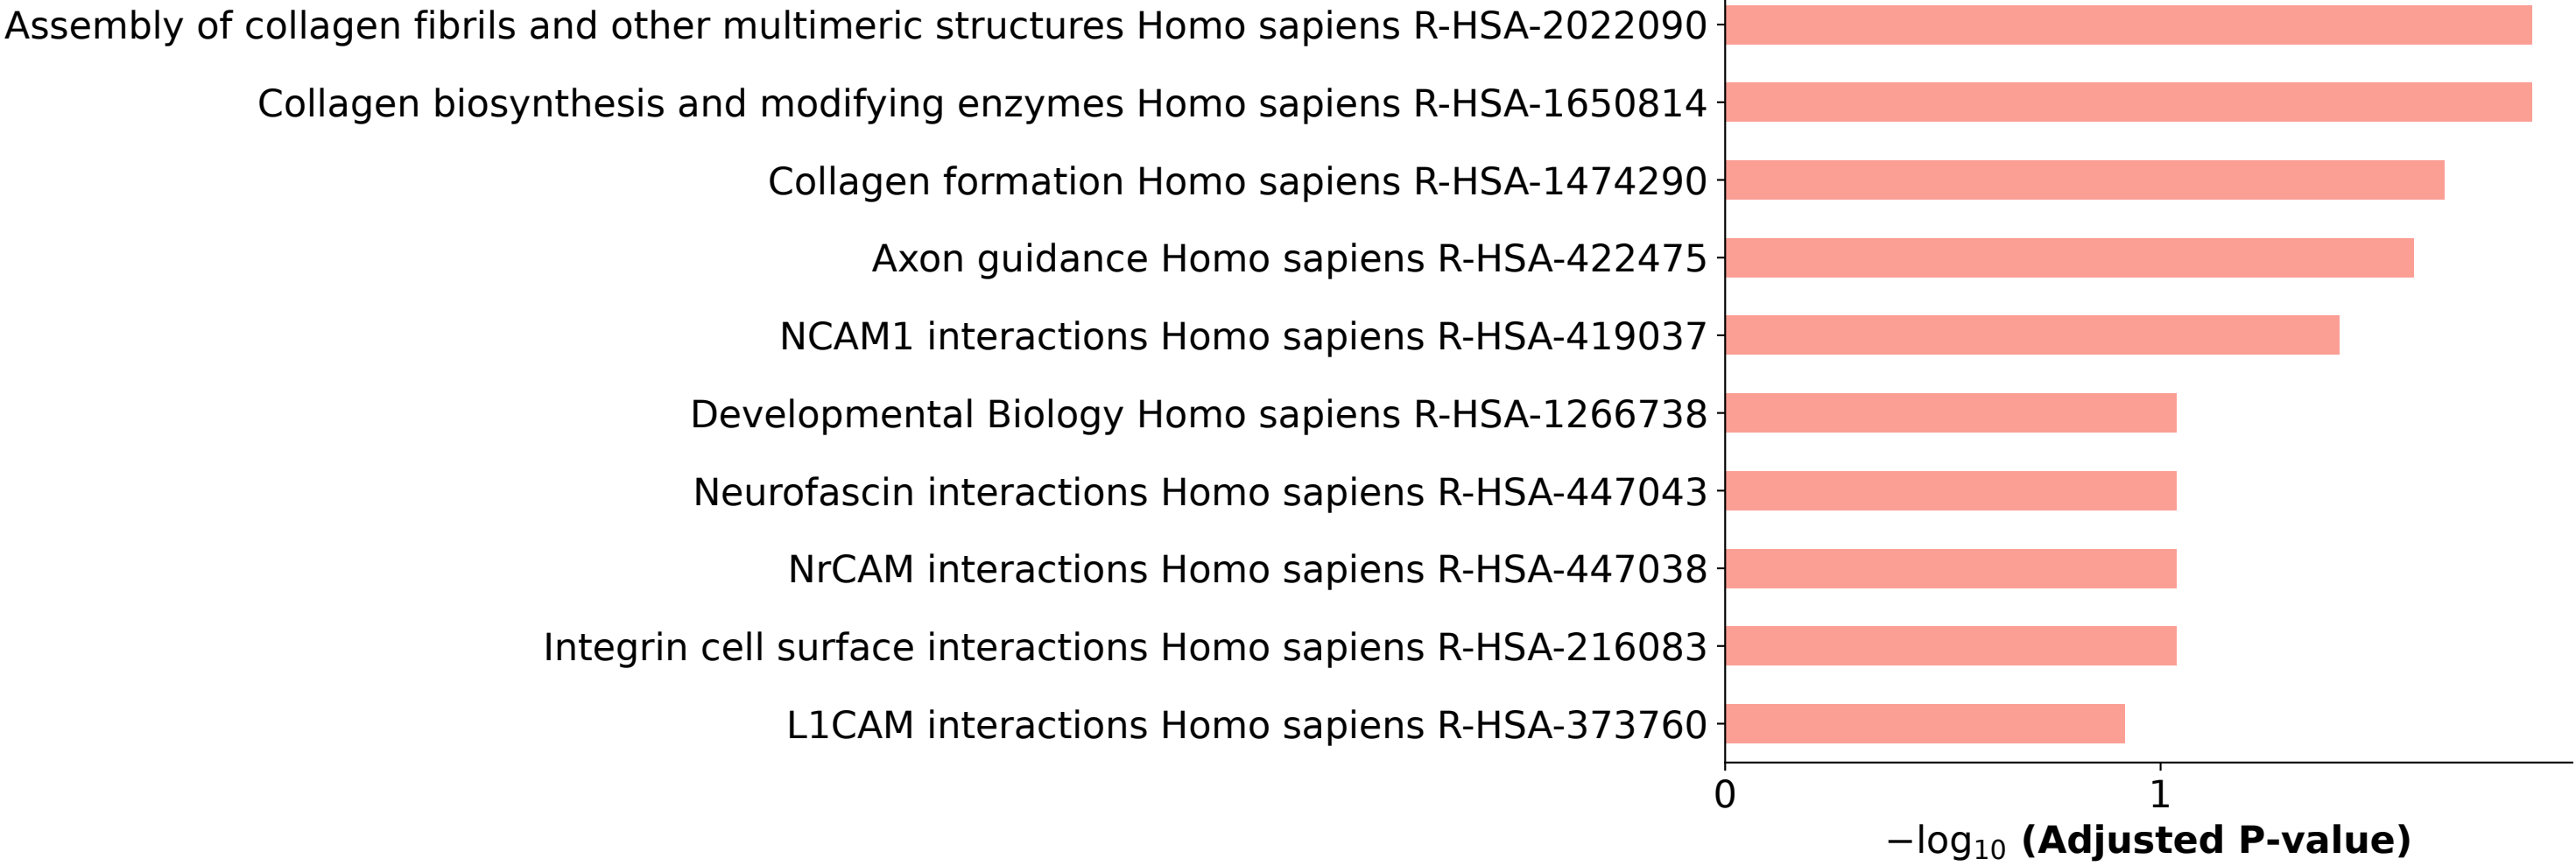 Assembly of collagen fibrils and other multimeric structures Homo sapiens R-HSA-2022090
Collagen biosynthesis and modifying enzymes Homo sapiens R-HSA-1650814
Collagen formation Homo sapiens R-HSA-1474290
Axon guidance Homo sapiens R-HSA-422475
NCAM1 interactions Homo sapiens R-HSA-419037
Developmental Biology Homo sapiens R-HSA-1266738
Neurofascin interactions Homo sapiens R-HSA-447043
NrCAM interactions Homo sapiens R-HSA-447038
Integrin cell surface interactions Homo sapiens R-HSA-216083
L1CAM interactions Homo sapiens R-HSA-373760
0 1
−log₁₀ (Adjusted P-value)